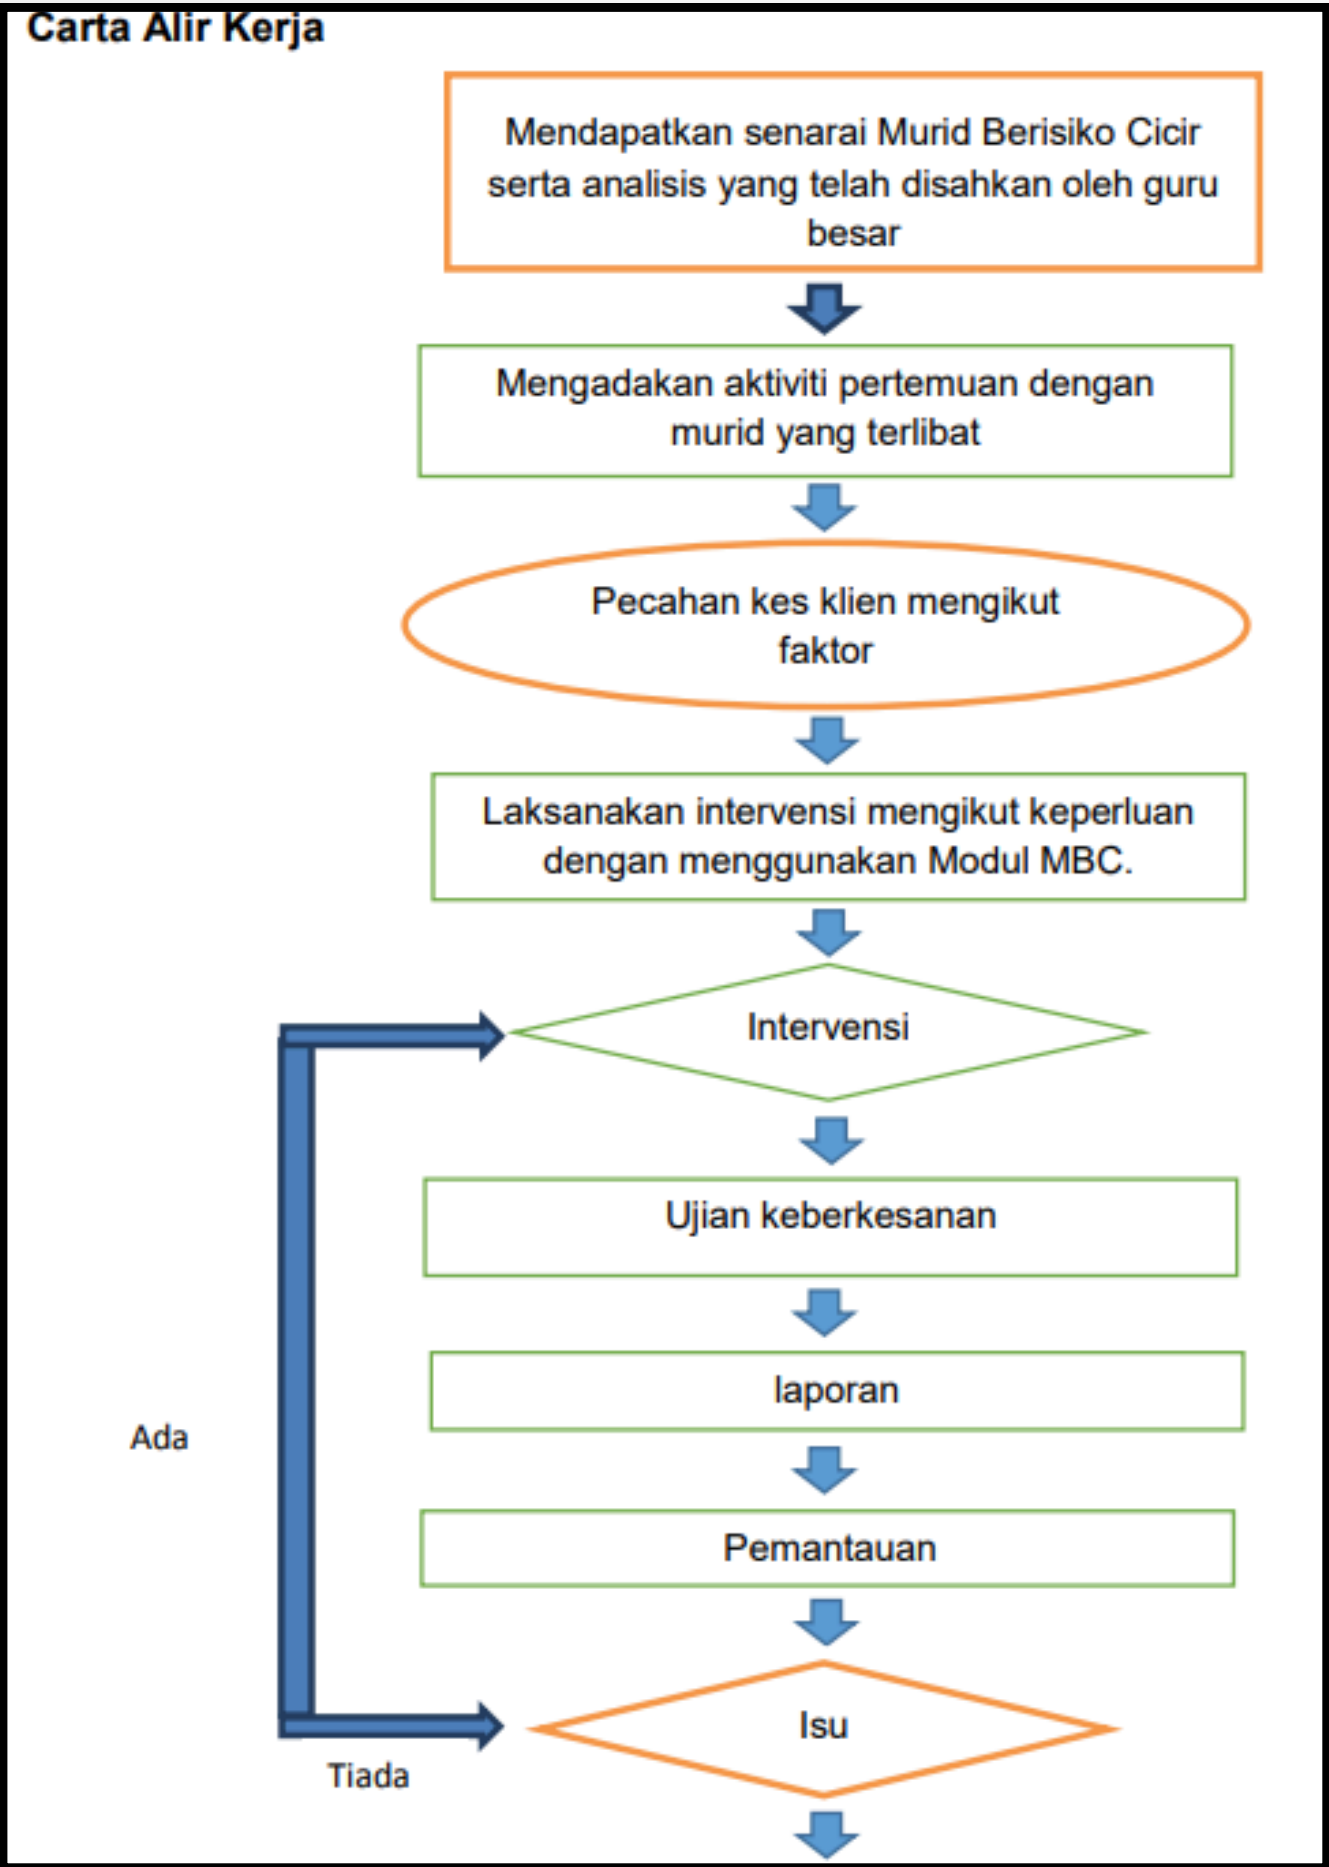 Carta Alir Kerja
Mendapatkan senarai Murid Berisiko Cicir
serta analisis yang telah disahkan oleh guru
besar
Mengadakan aktiviti pertemuan dengan
murid yang terlibat
Pecahan kes klien mengikut
faktor
Laksanakan intervensi mengikut keperluan
dengan menggunakan Modul MBC.
Intervensi
Ujian keberkesanan
laporan
Ada
Pemantauan
Isu
Tiada